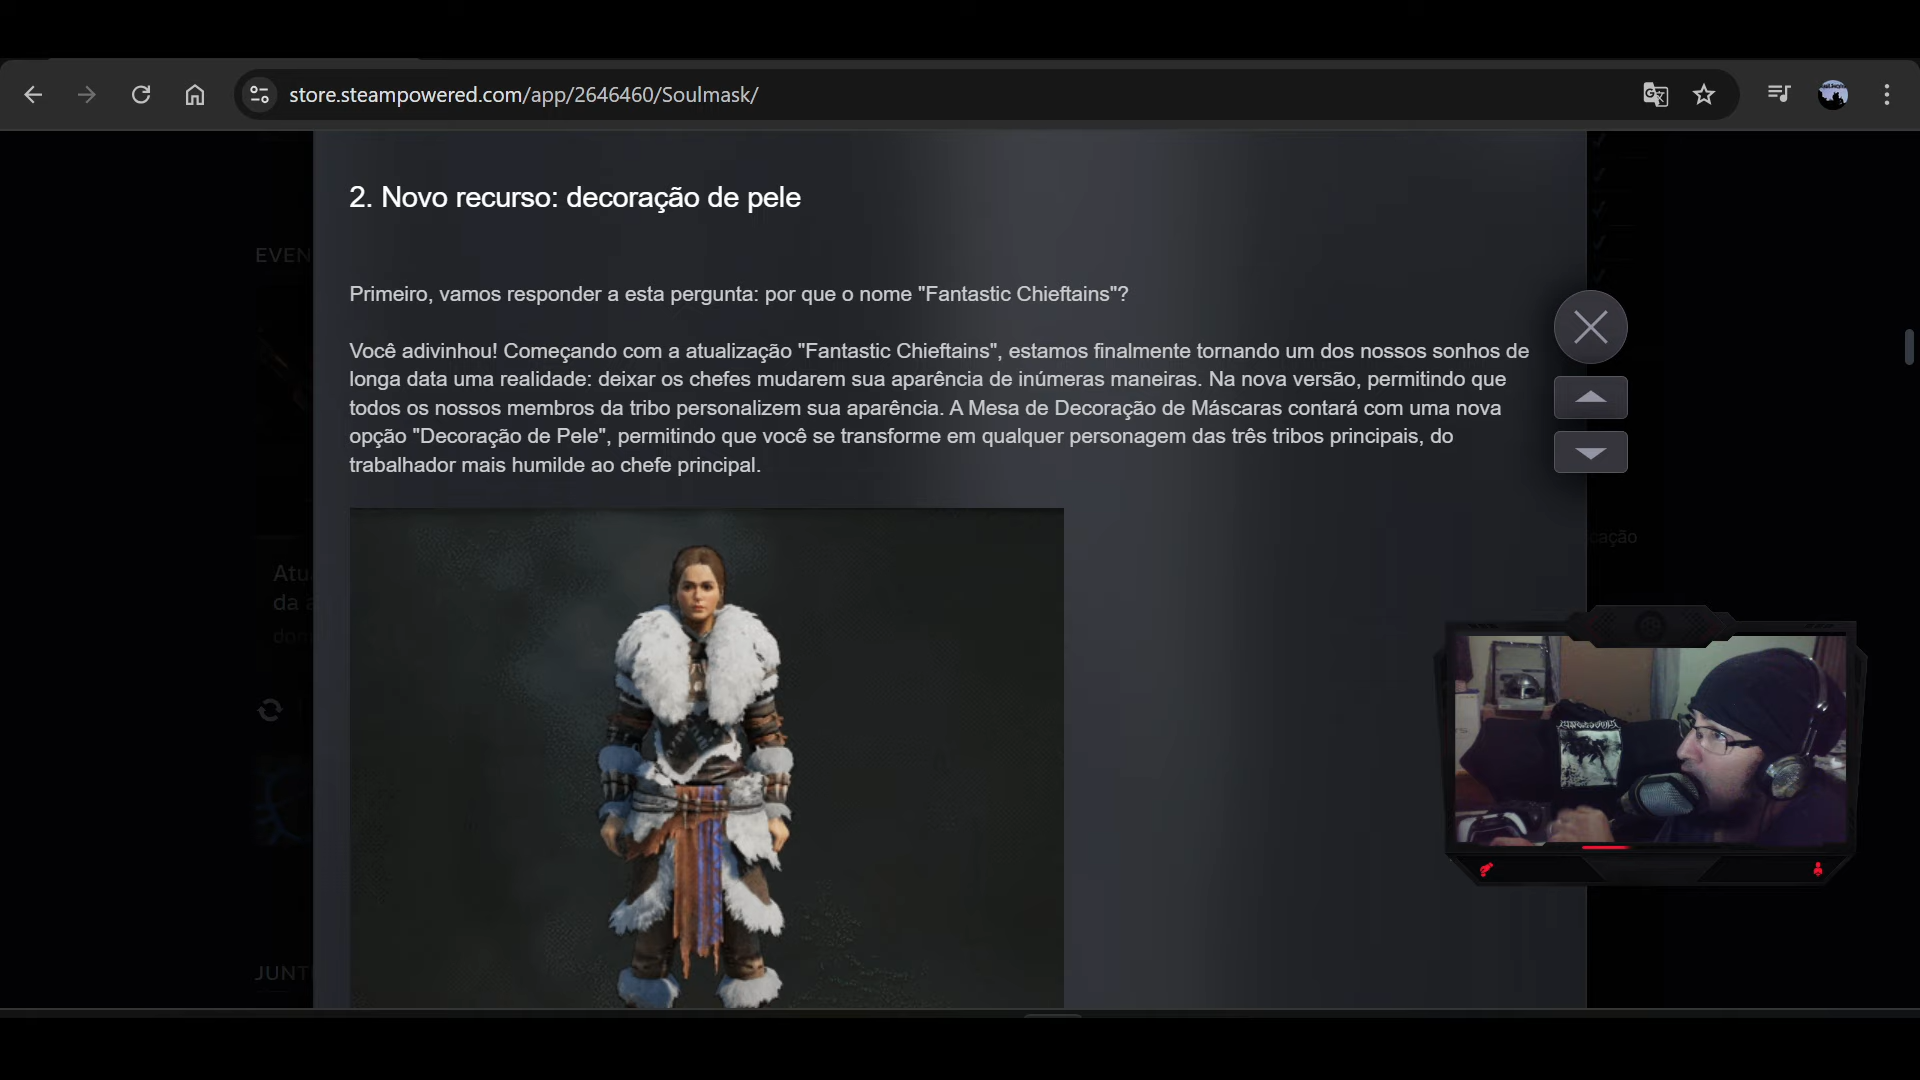 store.steampowered.com/app/2646460/Soulmask/
2. Novo recurso: decoração de pele
EVEN
Primeiro, vamos responder a esta pergunta: por que o nome "Fantastic Chieftains"?
Você adivinhou! Começando com a atualização "Fantastic Chieftains", estamos finalmente tornando um dos nossos sonhos de
longa data uma realidade: deixar os chefes mudarem sua aparência de inúmeras maneiras. Na nova versão, permitindo que
todos os nossos membros da tribo personalizem sua aparência. A Mesa de Decoração de Máscaras contará com uma nova
opção "Decoração de Pele", permitindo que você se transforme em qualquer personagem das três tribos principais, do
trabalhador mais humilde ao chefe principal.
cação
Atu
da a
don
JUNT